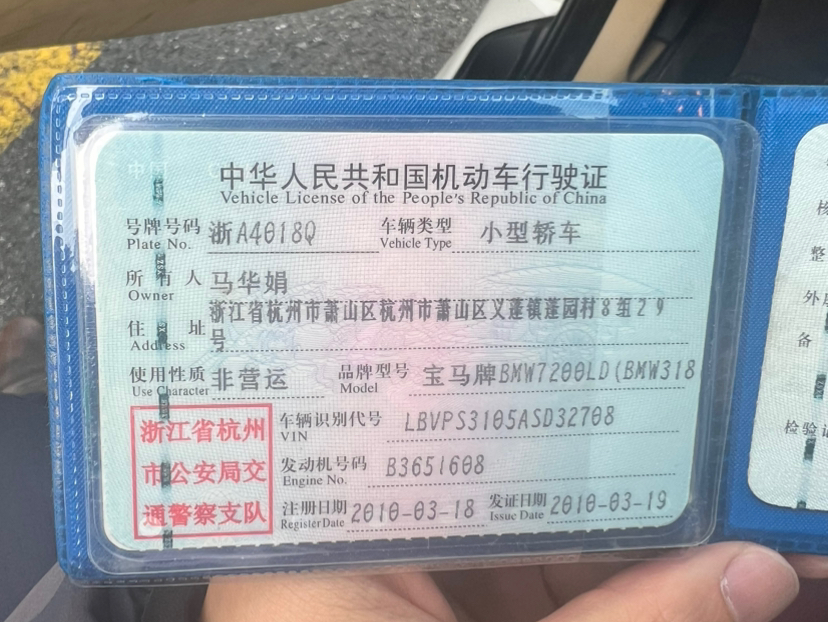 中华人民共和国机动车行驶证
Vehicle License of the People's Republic of China
号牌号码 浙A4018Q 车辆类型 小型轿车
Plate No. Vehicle Type
所有人 马华娟
Owner
浙江省杭州市萧山区杭州市萧山区义蓬镇蓬园村8组29
住址 号
Address
使用性质 非营运 品牌型号 宝马牌BMW7200LD(BMW318
Use Character Model
浙江省杭州
市公安局交
通警察支队
车辆识别代号 LBVPS3105ASD32708
VIN
发动机号码 B3651608
Engine No.
注册日期 2010-03-18 发证日期 2010-03-19
Register Date Issue Date
核
整
外
备
检验